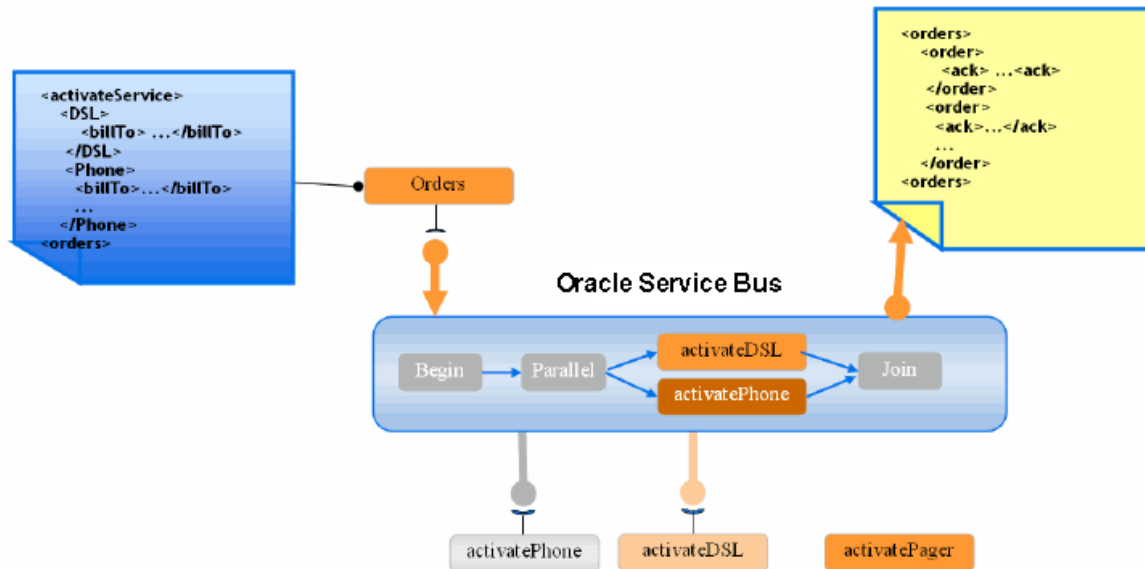 <activateService>
<DSL>
<billTo> ...</billTo>
</DSL>
<Phone>
<billTo>...</billTo>
...
</Phone>
<orders>
<orders>
<order>
<ack> ...<ack>
</order>
<order>
<ack>...</ack>
...
</order>
<orders>
Orders
Oracle Service Bus
Begin
Parallel
activateDSL
activatePhone
Join
activatePhone
activateDSL
activatePager